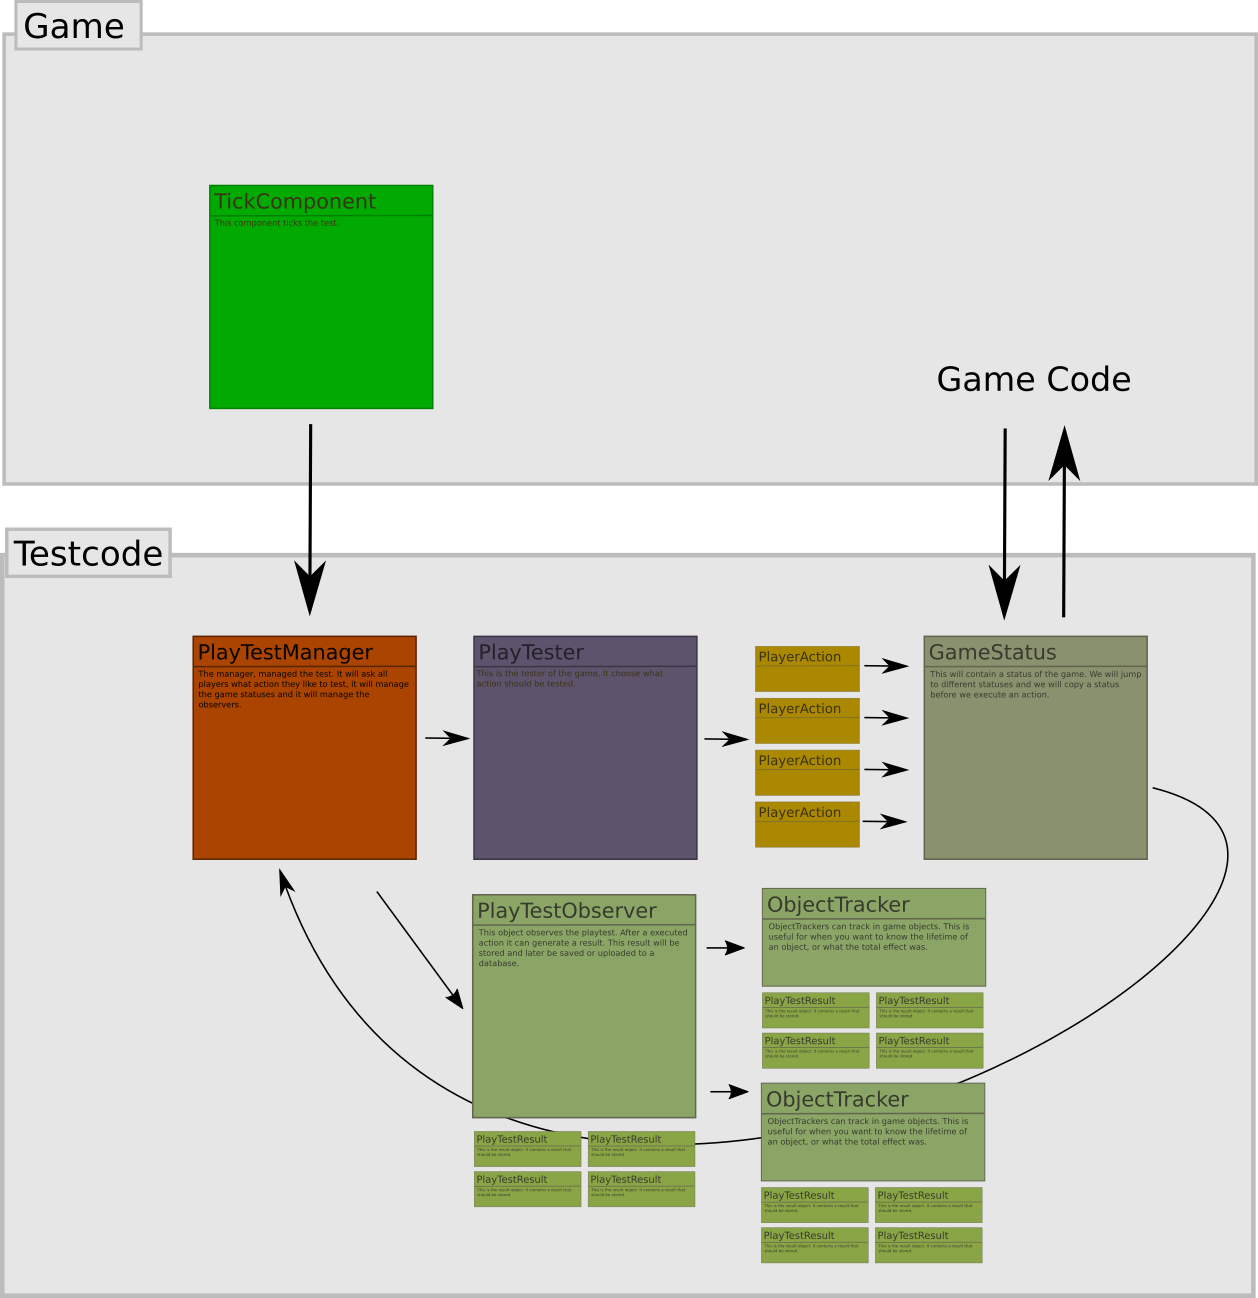 Game
TickComponent
This component ticks the test.
Game Code
Testcode
PlayTestManager
The manager, managed the test. It will ask all
players what action they like to test, it will manage
the game statuses and it will manage the
observers.
PlayTester
This is the tester of the game. It choose what
action should be tested.
PlayerAction
PlayerAction
PlayerAction
PlayerAction
GameStatus
This will contain a status of the game. We will jump
to different statuses and we will copy a status
before we execute an action.
PlayTestObserver
This object observes the playtest. After a executed
action it can generate a result. This result will be
stored and later be saved or uploaded to a
database.
PlayTestResult
This is the result object. It contains a result that
should be stored.
PlayTestResult
This is the result object. It contains a result that
should be stored.
PlayTestResult
This is the result object. It contains a result that
should be stored.
PlayTestResult
This is the result object. It contains a result that
should be stored.
ObjectTracker
ObjectTrackers can track in game objects. This is
useful for when you want to know the lifetime of
an object, or what the total effect was.
PlayTestResult
This is the result object. It contains a result that
should be stored.
PlayTestResult
This is the result object. It contains a result that
should be stored.
PlayTestResult
This is the result object. It contains a result that
should be stored.
PlayTestResult
This is the result object. It contains a result that
should be stored.
ObjectTracker
ObjectTrackers can track in game objects. This is
useful for when you want to know the lifetime of
an object, or what the total effect was.
PlayTestResult
This is the result object. It contains a result that
should be stored.
PlayTestResult
This is the result object. It contains a result that
should be stored.
PlayTestResult
This is the result object. It contains a result that
should be stored.
PlayTestResult
This is the result object. It contains a result that
should be stored.